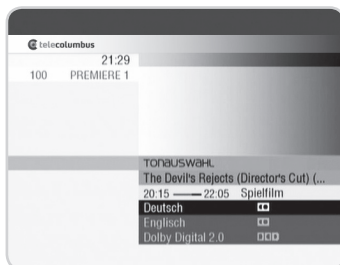 telecolumbus
21:29
100 PREMIERE 1
TONAUSWAHL
The Devil's Rejects (Director's Cut) (...
20:15 22:05 Spielfilm
Deutsch
Englisch
Dolby Digital 2.0